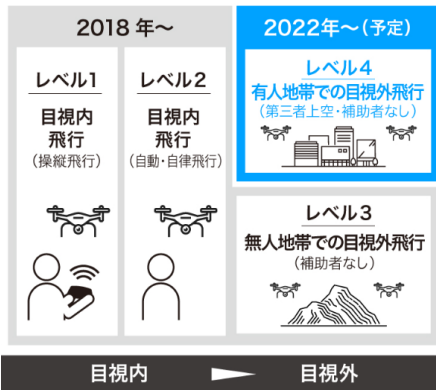 2018 年～
レベル1
目視内
飛行
（操縦飛行）
レベル2
目視内
飛行
（自動・自律飛行）
2022年～（予定）
レベル4
有人地帯での目視外飛行
（第三者上空・補助者なし）
レベル3
無人地帯での目視外飛行
（補助者なし）
目視内
目視外